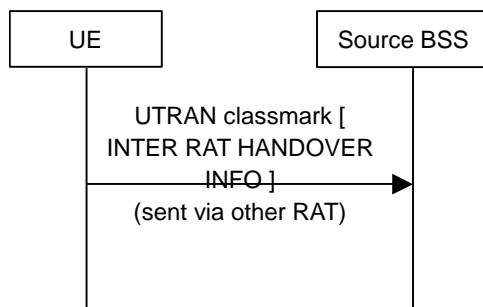 UE
Source BSS
UTRAN classmark [
INTER RAT HANDOVER
INFO ]
(sent via other RAT)